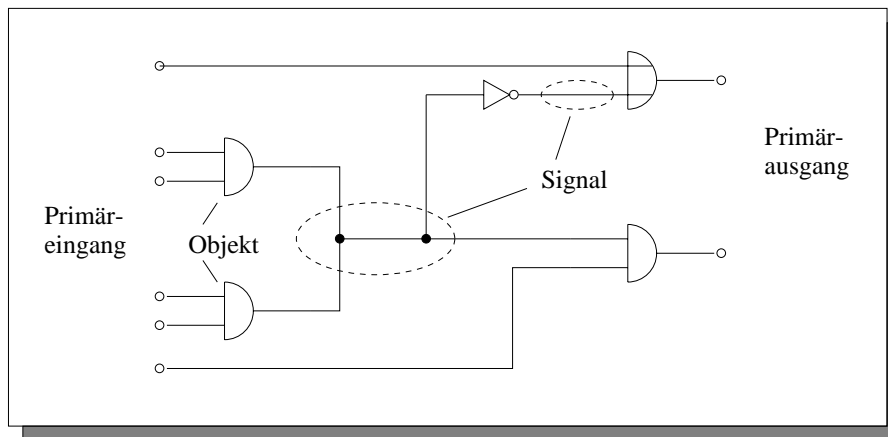 Primär-
eingang
Objekt
Signal
Primär-
ausgang